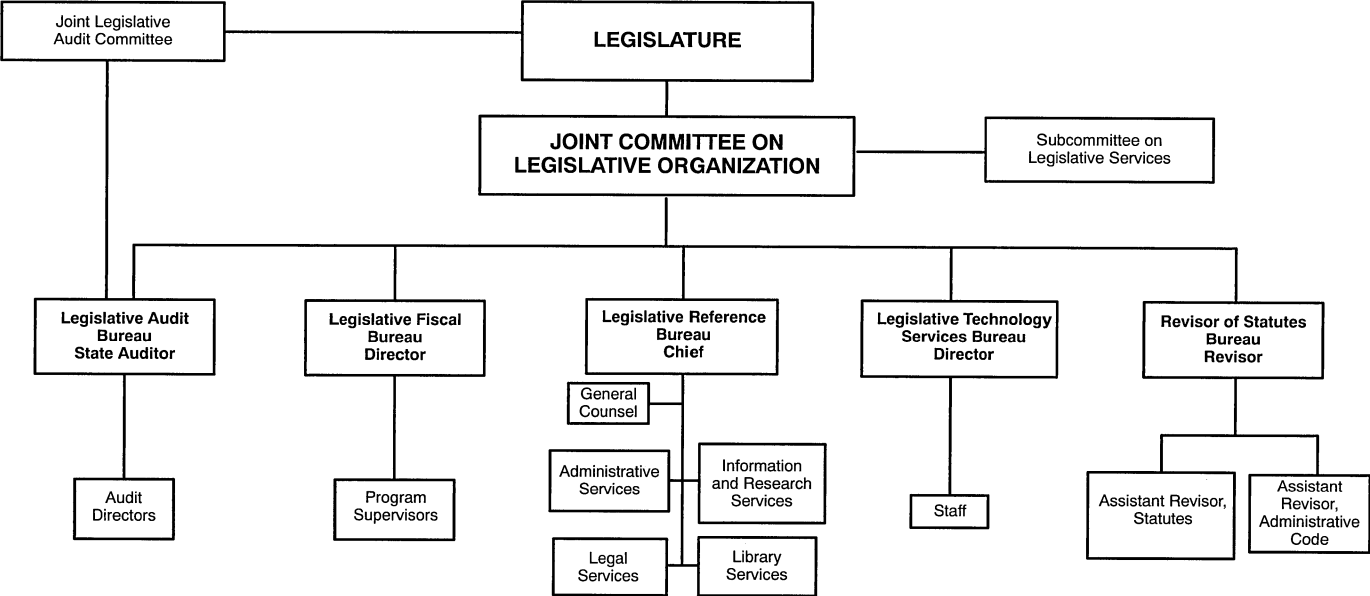 Joint Legislative
Audit Committee
LEGISLATURE
JOINT COMMITTEE ON
LEGISLATIVE ORGANIZATION
Subcommittee on
Legislative Services
Legislative Audit
Bureau
State Auditor
Legislative Fiscal
Bureau
Director
Legislative Reference
Bureau
Chief
Legislative Technology
Services Bureau
Director
Revisor of Statutes
Bureau
Revisor
General
Counsel
Administrative
Services
Information
and Research
Services
Legal
Services
Library
Services
Audit
Directors
Program
Supervisors
Staff
Assistant Revisor,
Statutes
Assistant
Revisor,
Administrative
Code